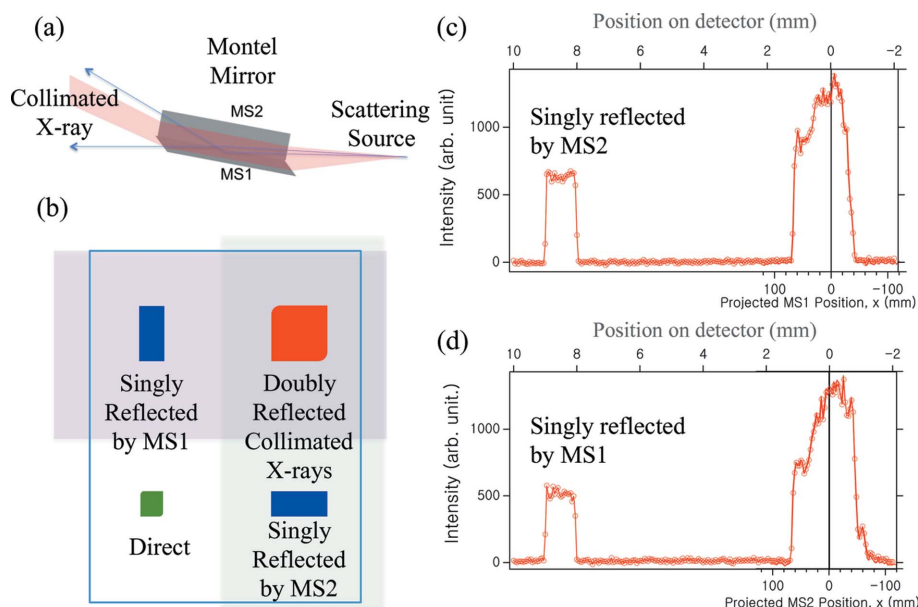 (a)
Montel
Mirror
MS2
Collimated
X-ray
Scattering
Source
MS1
(b)
Singly
Reflected
by MS1
Doubly
Reflected
Collimated
X-rays
Direct
Singly
Reflected
by MS2
(c)
Position on detector (mm)
10 8 6 4 2 0 -2
Singly reflected
by MS2
Intensity (arb. unit)
1000
500
0
100 0 -100
Projected MS1 Position, x (mm)
(d)
Position on detector (mm)
10 8 6 4 2 0 -2
Singly reflected
by MS1
Intensity (arb. unit.)
1000
500
0
100 0 -100
Projected MS2 Position, x (mm)